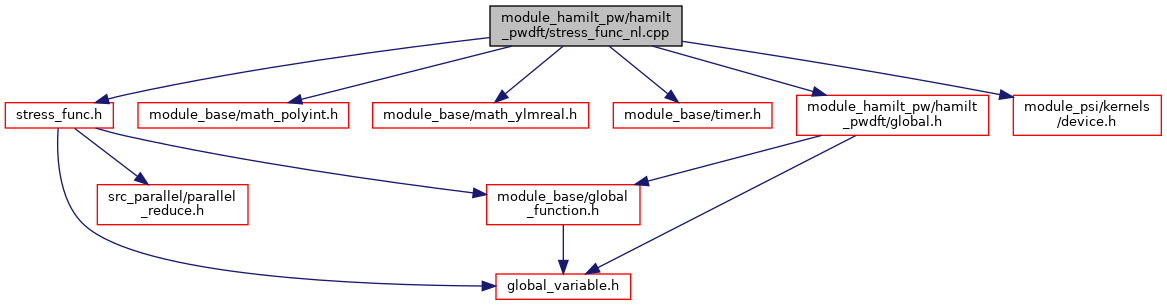 module_hamilt_pw/hamilt
_pwdft/stress_func_nl.cpp
stress_func.h
module_base/math_polyint.h
module_base/math_ylmreal.h
module_base/timer.h
module_hamilt_pw/hamilt
_pwdft/global.h
module_psi/kernels
/device.h
src_parallel/parallel
_reduce.h
module_base/global
_function.h
global_variable.h